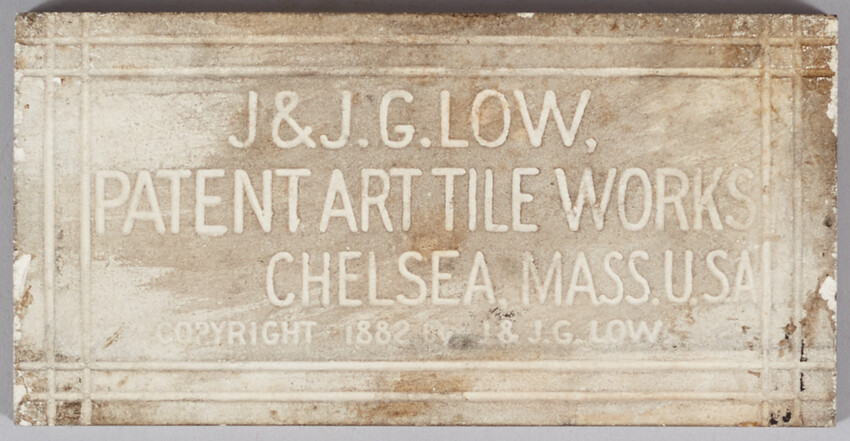 J & J. G. LOW,
PATENT ART TILE WORKS
CHELSEA. MASS. U.S.A
COPYRIGHT 1882 by J & J. G. LOW